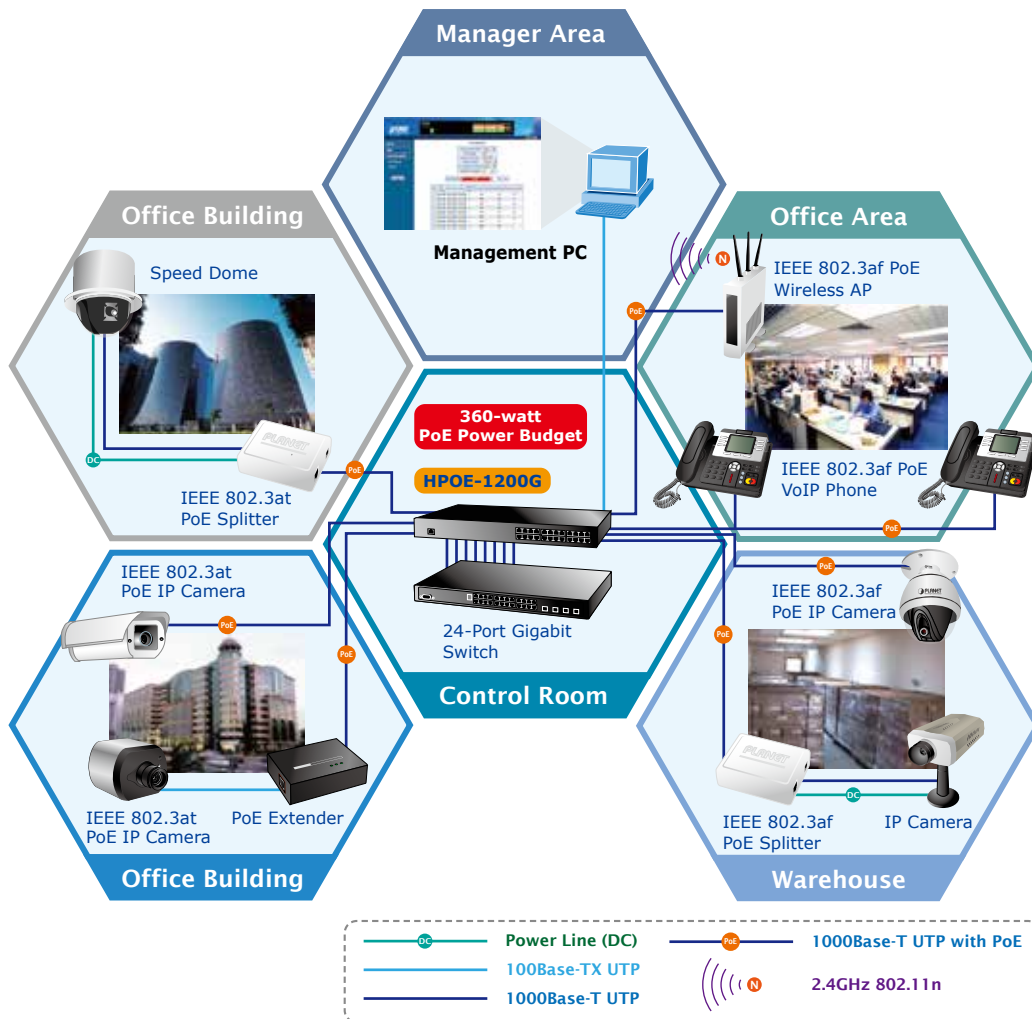 Manager Area
Management PC
Office Building
Speed Dome
PLANET
DC
PoE
IEEE 802.3at
PoE Splitter
Office Area
N
IEEE 802.3af PoE
Wireless AP
PoE
IEEE 802.3af PoE
VoIP Phone
PoE
360-watt
PoE Power Budget
HPOE-1200G
24-Port Gigabit
Switch
Control Room
IEEE 802.3at
PoE IP Camera
PoE
PoE
IEEE 802.3at
PoE IP Camera
PoE Extender
Office Building
PoE
IEEE 802.3af
PoE IP Camera
PLANET
PoE
PLANET
DC
IEEE 802.3af
PoE Splitter
IP Camera
Warehouse
DC
Power Line (DC)
PoE
1000Base-T UTP with PoE
100Base-TX UTP
N
2.4GHz 802.11n
1000Base-T UTP